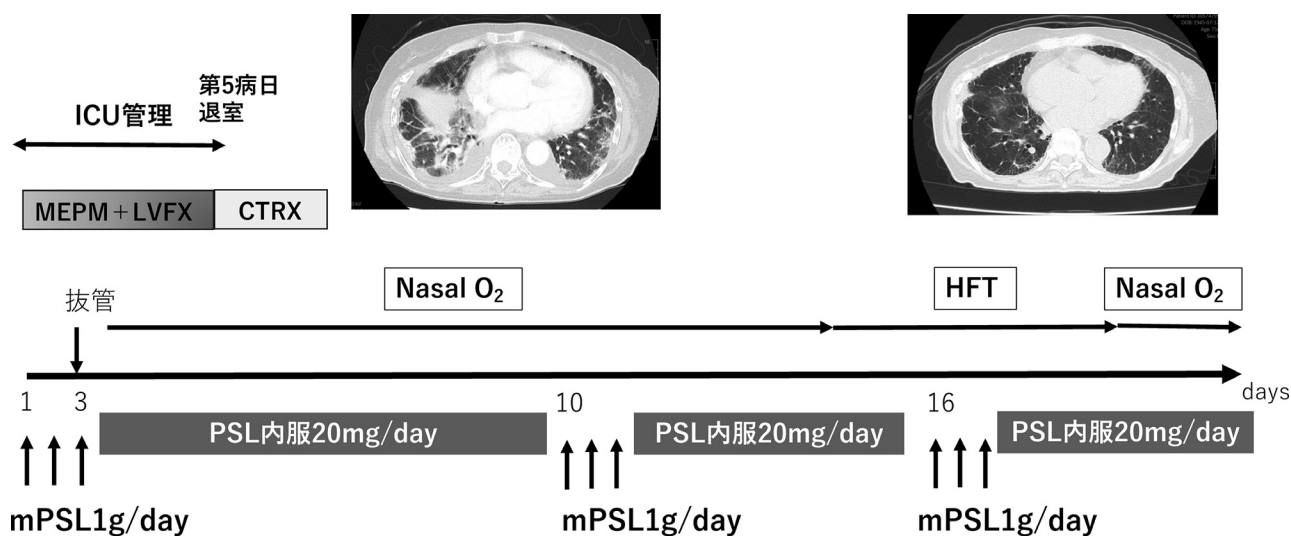 ICU管理
第5病日
退室
MEPM＋LVFX
CTRX
Nasal O₂
HFT
Nasal O₂
抜管
days
1
3
10
16
PSL内服20mg/day
PSL内服20mg/day
PSL内服20mg/day
mPSL1g/day
mPSL1g/day
mPSL1g/day